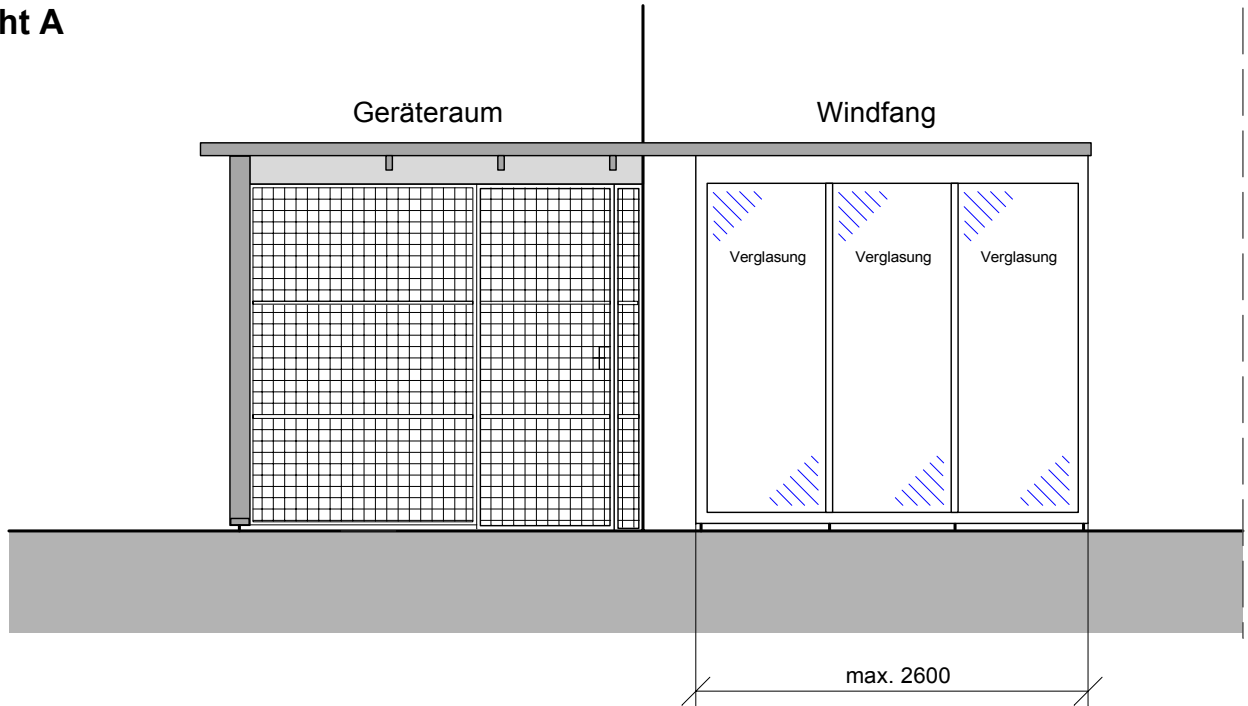 ht A
Geräteraum
Windfang
Verglasung
Verglasung
Verglasung
max. 2600